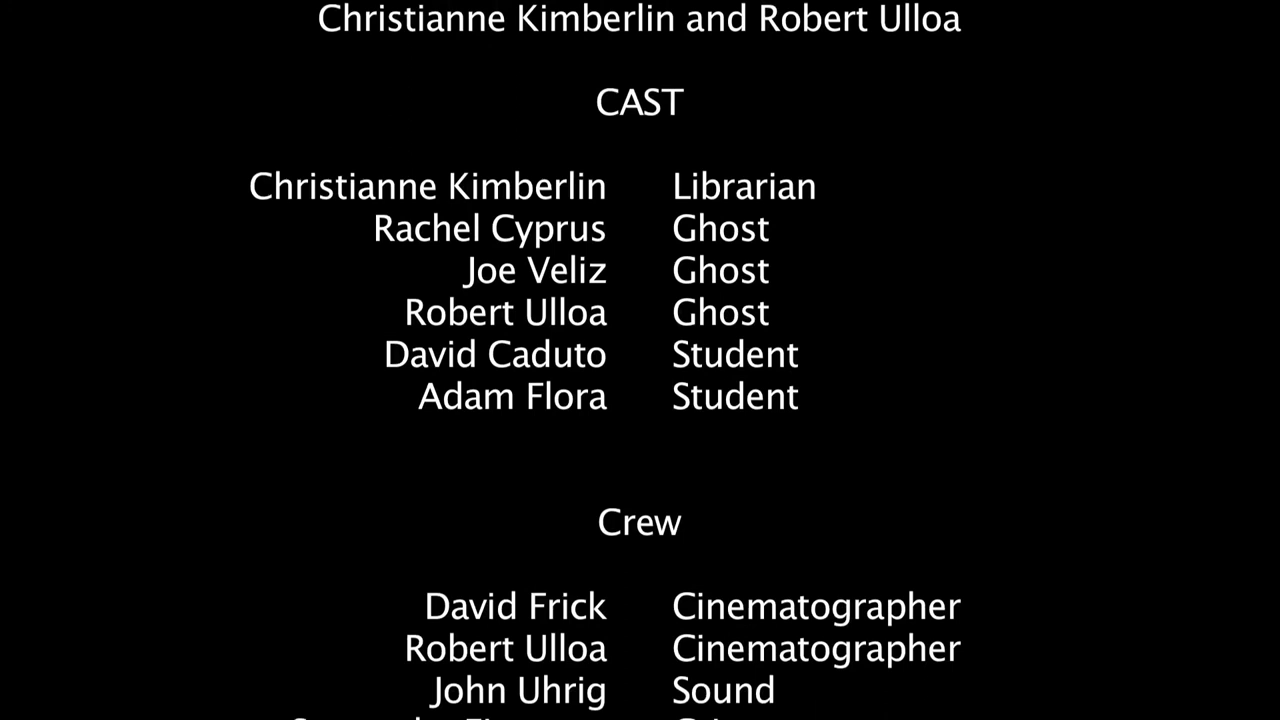 Christianne Kimberlin and Robert Ulloa
CAST
Christianne Kimberlin Librarian
Rachel Cyprus Ghost
Joe Veliz Ghost
Robert Ulloa Ghost
David Caduto Student
Adam Flora Student
Crew
David Frick Cinematographer
Robert Ulloa Cinematographer
John Uhrig Sound